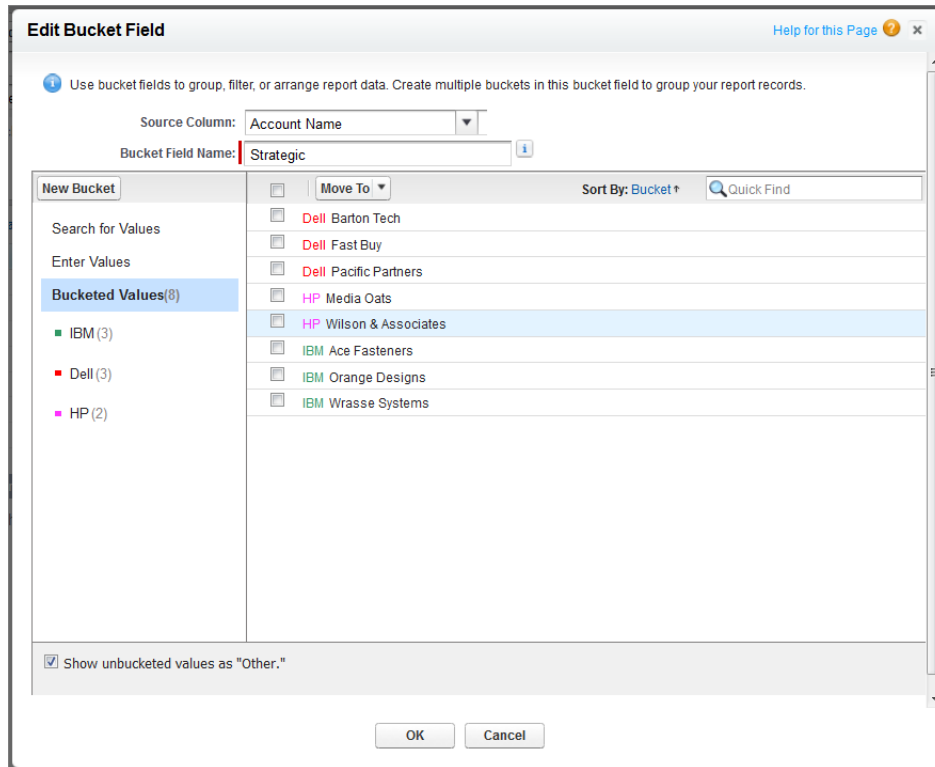 Edit Bucket Field
Help for this Page
Use bucket fields to group, filter, or arrange report data. Create multiple buckets in this bucket field to group your report records.
Source Column: Account Name
Bucket Field Name: Strategic
New Bucket
Move To
Sort By: Bucket↑
Quick Find
Search for Values
Enter Values
Bucketed Values(8)
IBM (3)
Dell (3)
HP (2)
Dell Barton Tech
Dell Fast Buy
Dell Pacific Partners
HP Media Oats
HP Wilson & Associates
IBM Ace Fasteners
IBM Orange Designs
IBM Wrasse Systems
Show unbucketed values as "Other."
OK
Cancel